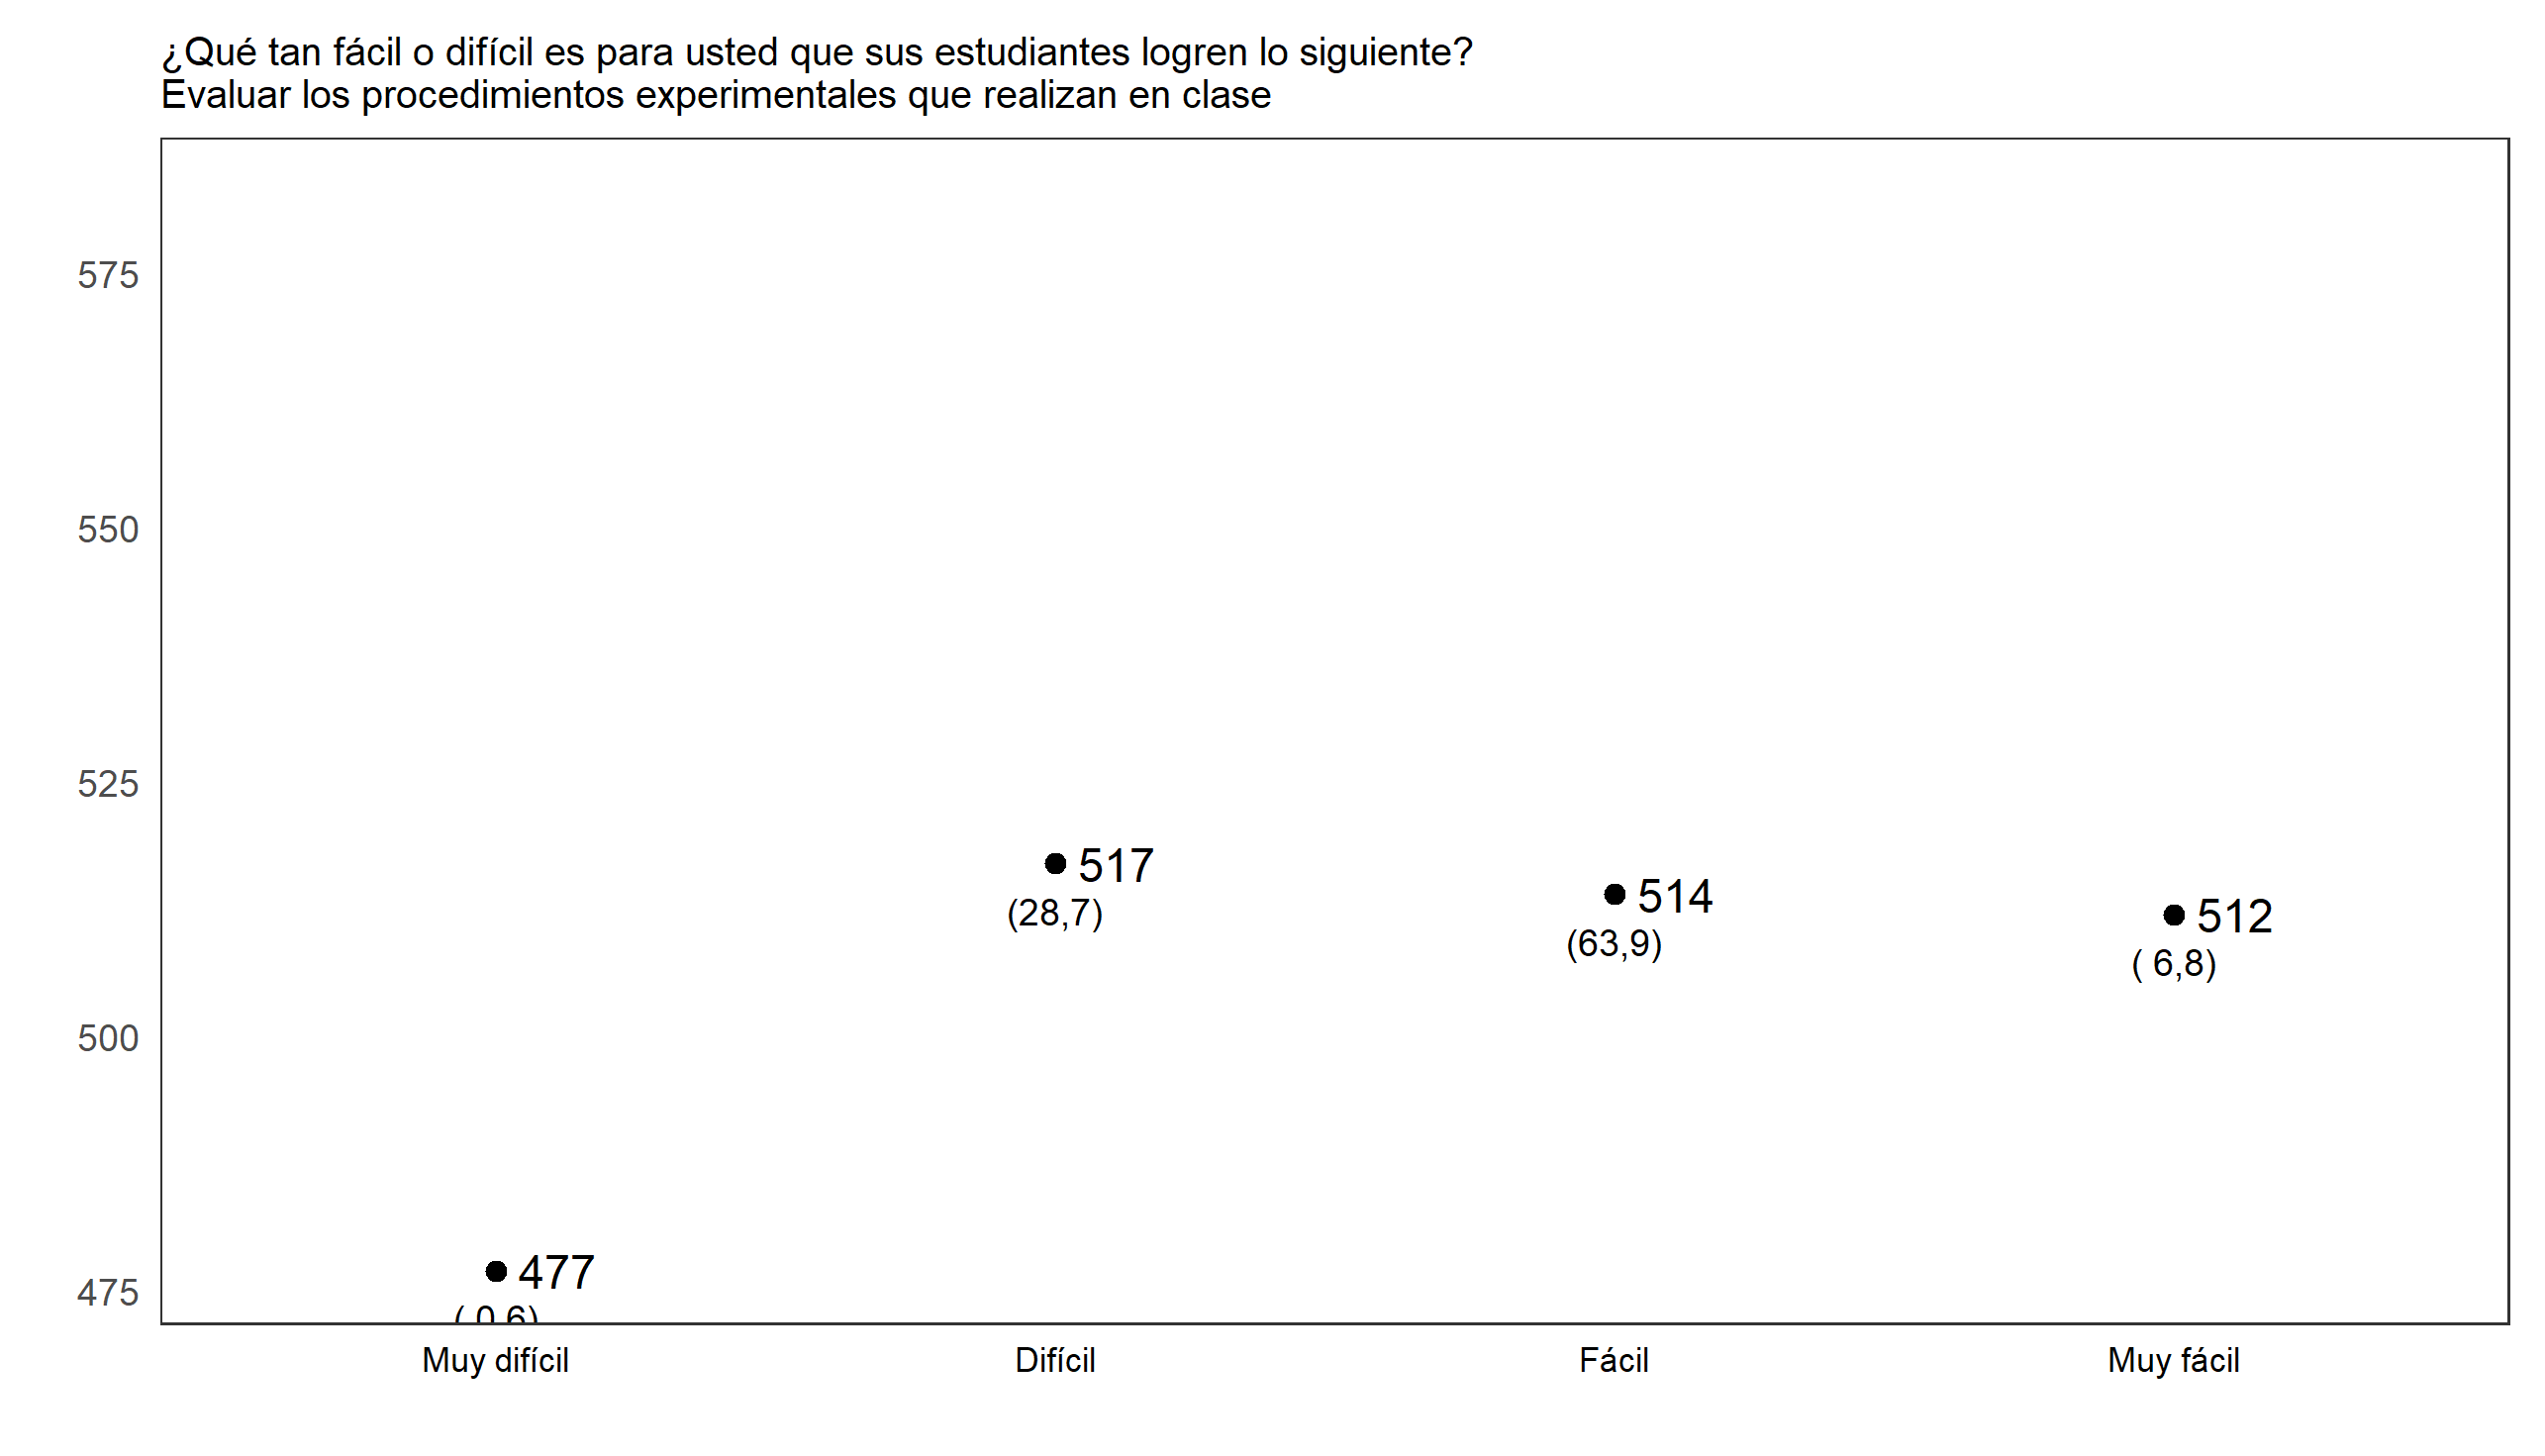 ¿Qué tan fácil o difícil es para usted que sus estudiantes logren lo siguiente?
Evaluar los procedimientos experimentales que realizan en clase
575
550
525
500
475
477
( 0,6)
517
(28,7)
514
(63,9)
512
( 6,8)
Muy difícil
Difícil
Fácil
Muy fácil